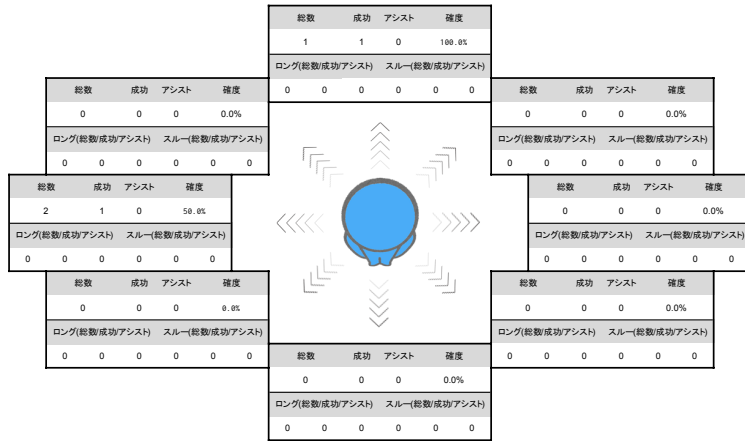 総数 成功 アシスト 確度
1 1 0 100.0%
ロング(総数/成功/アシスト) スルー(総数/成功/アシスト)
0 0 0 0 0 0
総数 成功 アシスト 確度
0 0 0 0.0%
ロング(総数/成功/アシスト) スルー(総数/成功/アシスト)
0 0 0 0 0 0
総数 成功 アシスト 確度
0 0 0 0.0%
ロング(総数/成功/アシスト) スルー(総数/成功/アシスト)
0 0 0 0 0 0
総数 成功 アシスト 確度
2 1 0 50.0%
ロング(総数/成功/アシスト) スルー(総数/成功/アシスト)
0 0 0 0 0 0
総数 成功 アシスト 確度
0 0 0 0.0%
ロング(総数/成功/アシスト) スルー(総数/成功/アシスト)
0 0 0 0 0 0
総数 成功 アシスト 確度
0 0 0 0.0%
ロング(総数/成功/アシスト) スルー(総数/成功/アシスト)
0 0 0 0 0 0
総数 成功 アシスト 確度
0 0 0 0.0%
ロング(総数/成功/アシスト) スルー(総数/成功/アシスト)
0 0 0 0 0 0
総数 成功 アシスト 確度
0 0 0 0.0%
ロング(総数/成功/アシスト) スルー(総数/成功/アシスト)
0 0 0 0 0 0